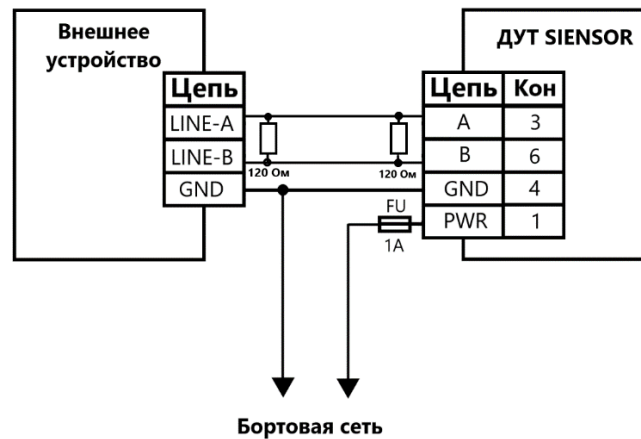 Внешнее
устройство
ДУТ SIENSOR
Цепь
LINE-A
LINE-B
GND
120 Ом
120 Ом
Цепь Кон
A 3
B 6
GND 4
PWR 1
FU
1A
Бортовая сеть